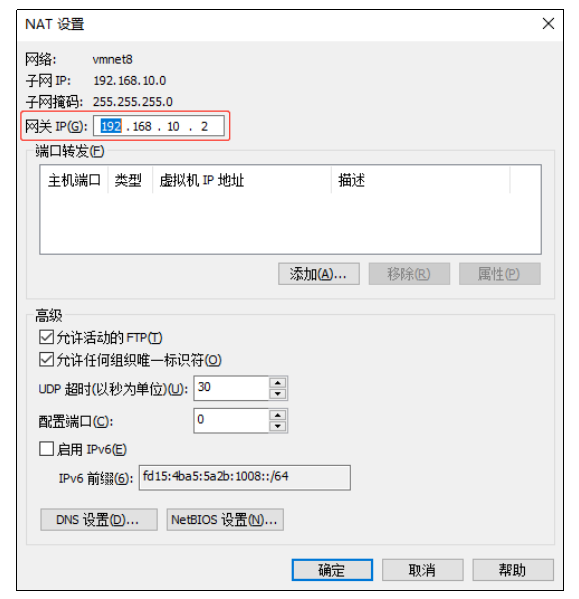 NAT 设置
网络: vmnet8
子网 IP: 192.168.10.0
子网掩码: 255.255.255.0
网关 IP(G): 192 . 168 . 10 . 2
端口转发(F)
主机端口 类型 虚拟机 IP 地址 描述
添加(A)... 移除(R) 属性(P)
高级
允许活动的 FTP(T)
允许任何组织唯一标识符(O)
UDP 超时(以秒为单位)(U): 30
配置端口(C): 0
启用 IPv6(E)
IPv6 前缀(6): fd15:4ba5:5a2b:1008::/64
DNS 设置(D)... NetBIOS 设置(N)...
确定 取消 帮助